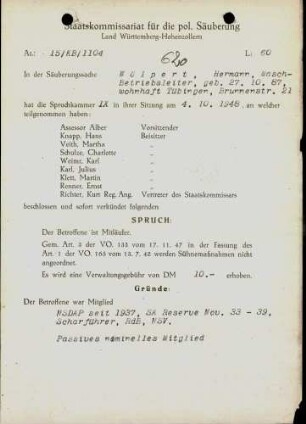 Staatskommissariat für die pol. Säuberung
Land Württemberg-Hohenzollern
Az.: 15/KB/1104
L: 60
620
In der Säuberungssache Wülpert, Hermann, Masch-
Betriebsleiter, geb. 27.10.87,
wohnhaft Tübingen, Brunnenstr. 21
hat die Spruchkammer IX in ihrer Sitzung am 4. 10. 1948, an welcher
teilgenommen haben:
Assessor Alber Vorsitzender
Knapp, Hans Beisitzer
Veith, Martha
Schulze, Charlotte
Weimr, Karl
Karl, Julius
Klett, Martin
Renner, Ernst
Richter, Kurt Reg. Ang. Vertreter des Staatskommissars
beschlossen und sofort verkündet folgenden
SPRUCH:
Der Betroffene ist Mitläufer.
Gem. Art. 3 der VO. 133 vom 17. 11. 47 in der Fassung des
Art. 1 der VO. 165 vom 13. 7. 48 werden Sühnemaßnahmen nicht
angeordnet.
Es wird eine Verwaltungsgebühr von DM 10.- erhoben.
Gründe:
Der Betroffene war Mitglied
NSDAP seit 1937, SA Reserve Nov. 33 - 39,
Scharführer, RdB, NSV.
Passives nominelles Mitglied